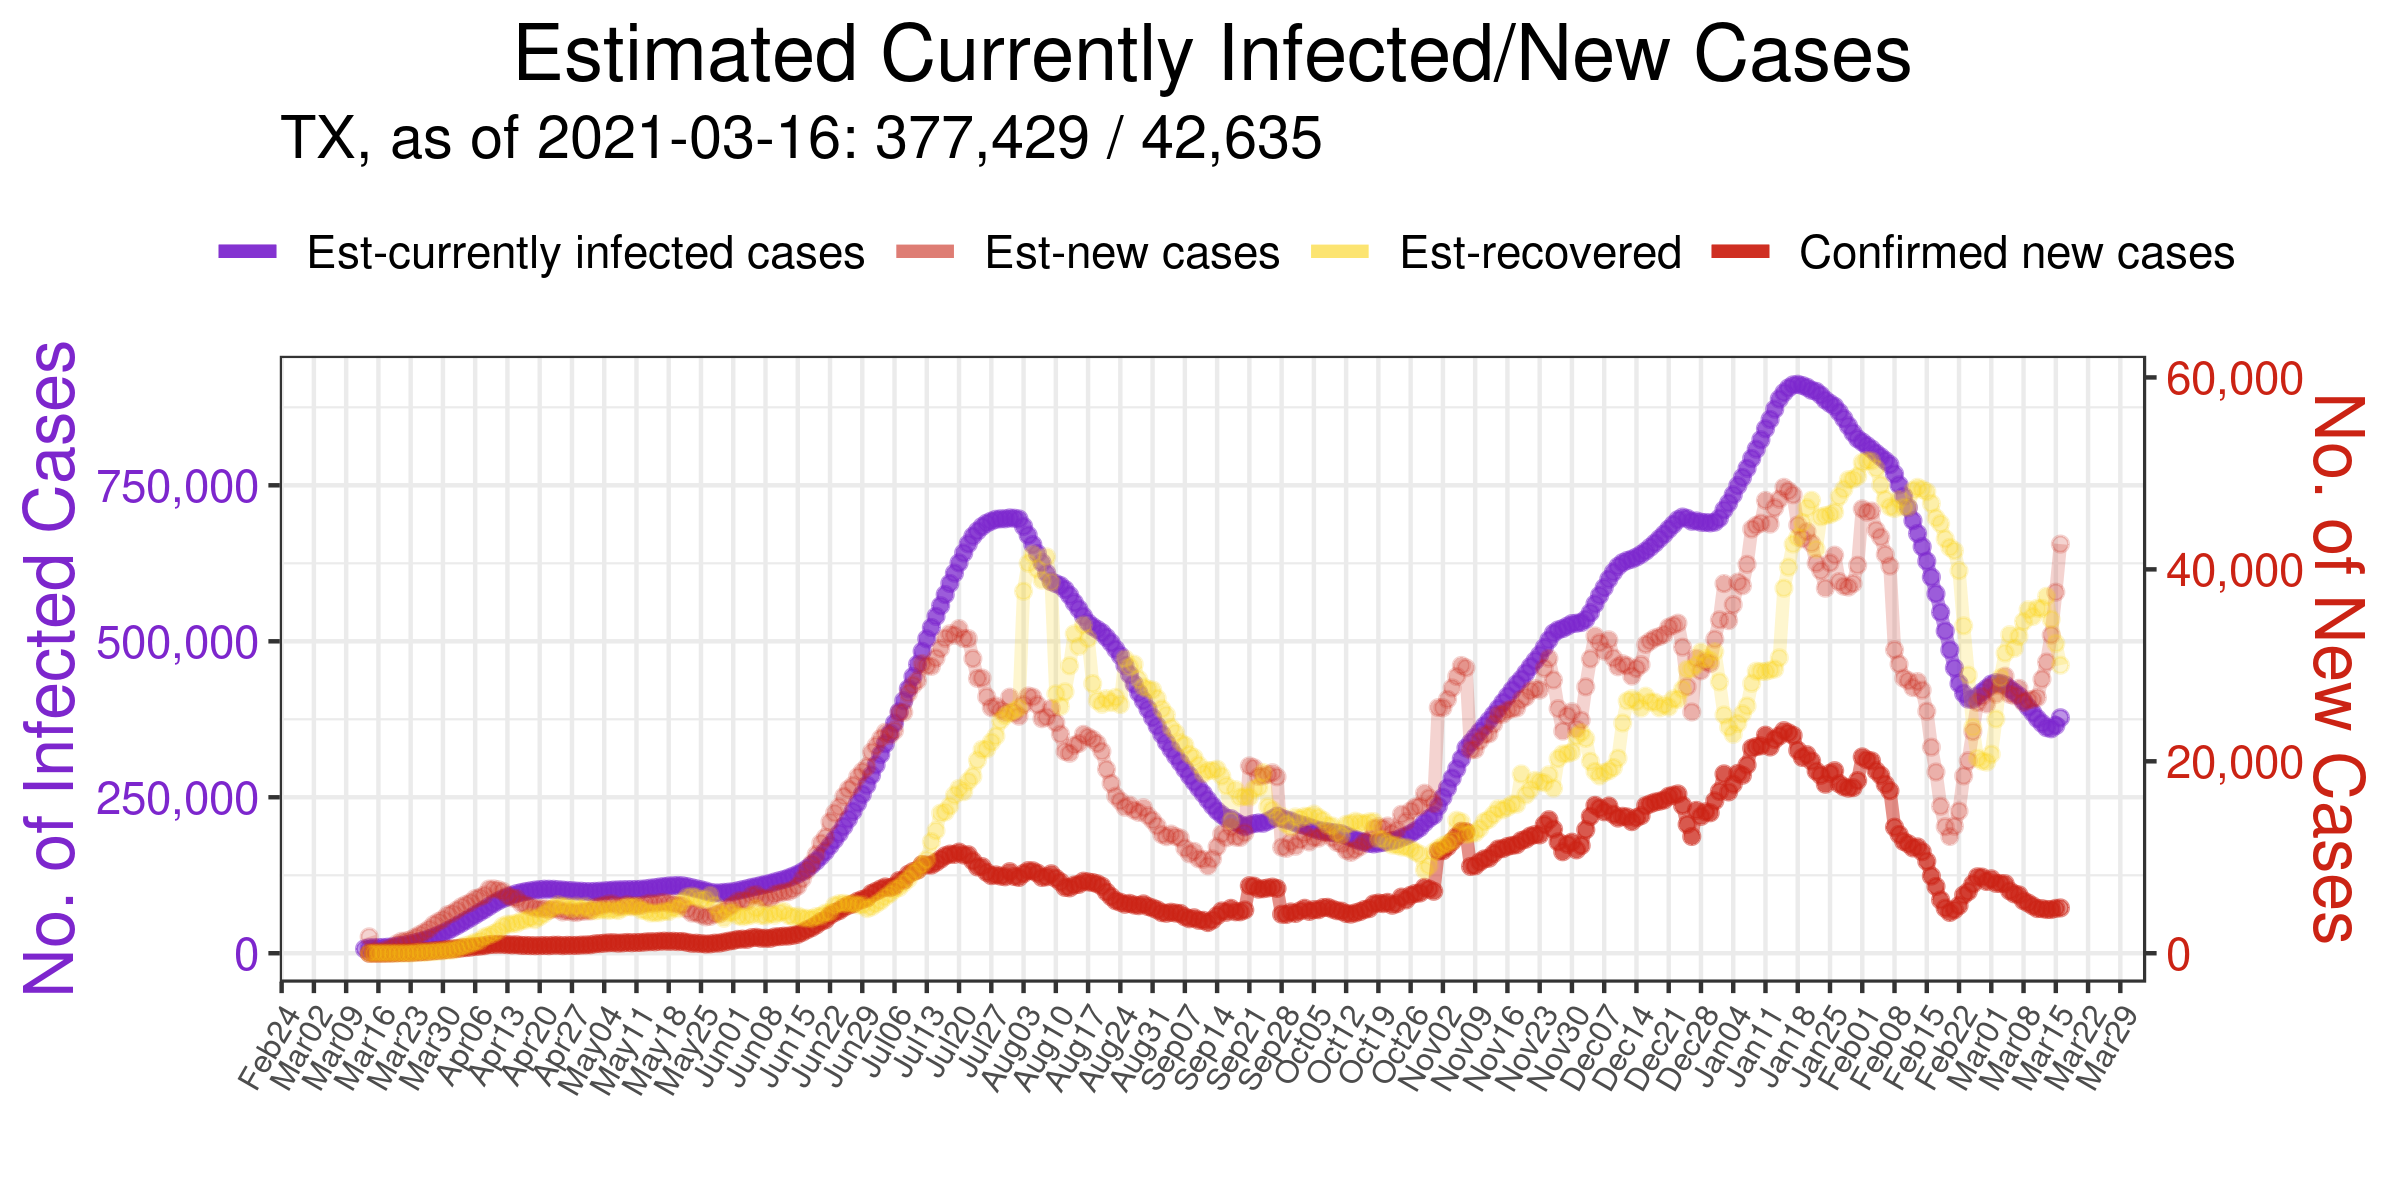 Estimated Currently Infected/New Cases
TX, as of 2021-03-16: 377,429 / 42,635
Est-currently infected cases Est-new cases Est-recovered Confirmed new cases
No. of Infected Cases
750,000
500,000
250,000
0
60,000
40,000
20,000
0
No. of New Cases
Feb24 Mar02 Mar09 Mar16 Mar23 Mar30 Apr06 Apr13 Apr20 Apr27 May04 May11 May18 May25 Jun01 Jun08 Jun15 Jun22 Jun29 Jul06 Jul13 Jul20 Jul27 Aug03 Aug10 Aug17 Aug24 Aug31 Sep07 Sep14 Sep21 Sep28 Oct05 Oct12 Oct19 Oct26 Nov02 Nov09 Nov16 Nov23 Nov30 Dec07 Dec14 Dec21 Dec28 Jan04 Jan11 Jan18 Jan25 Feb01 Feb08 Feb15 Feb22 Mar01 Mar08 Mar15 Mar22 Mar29